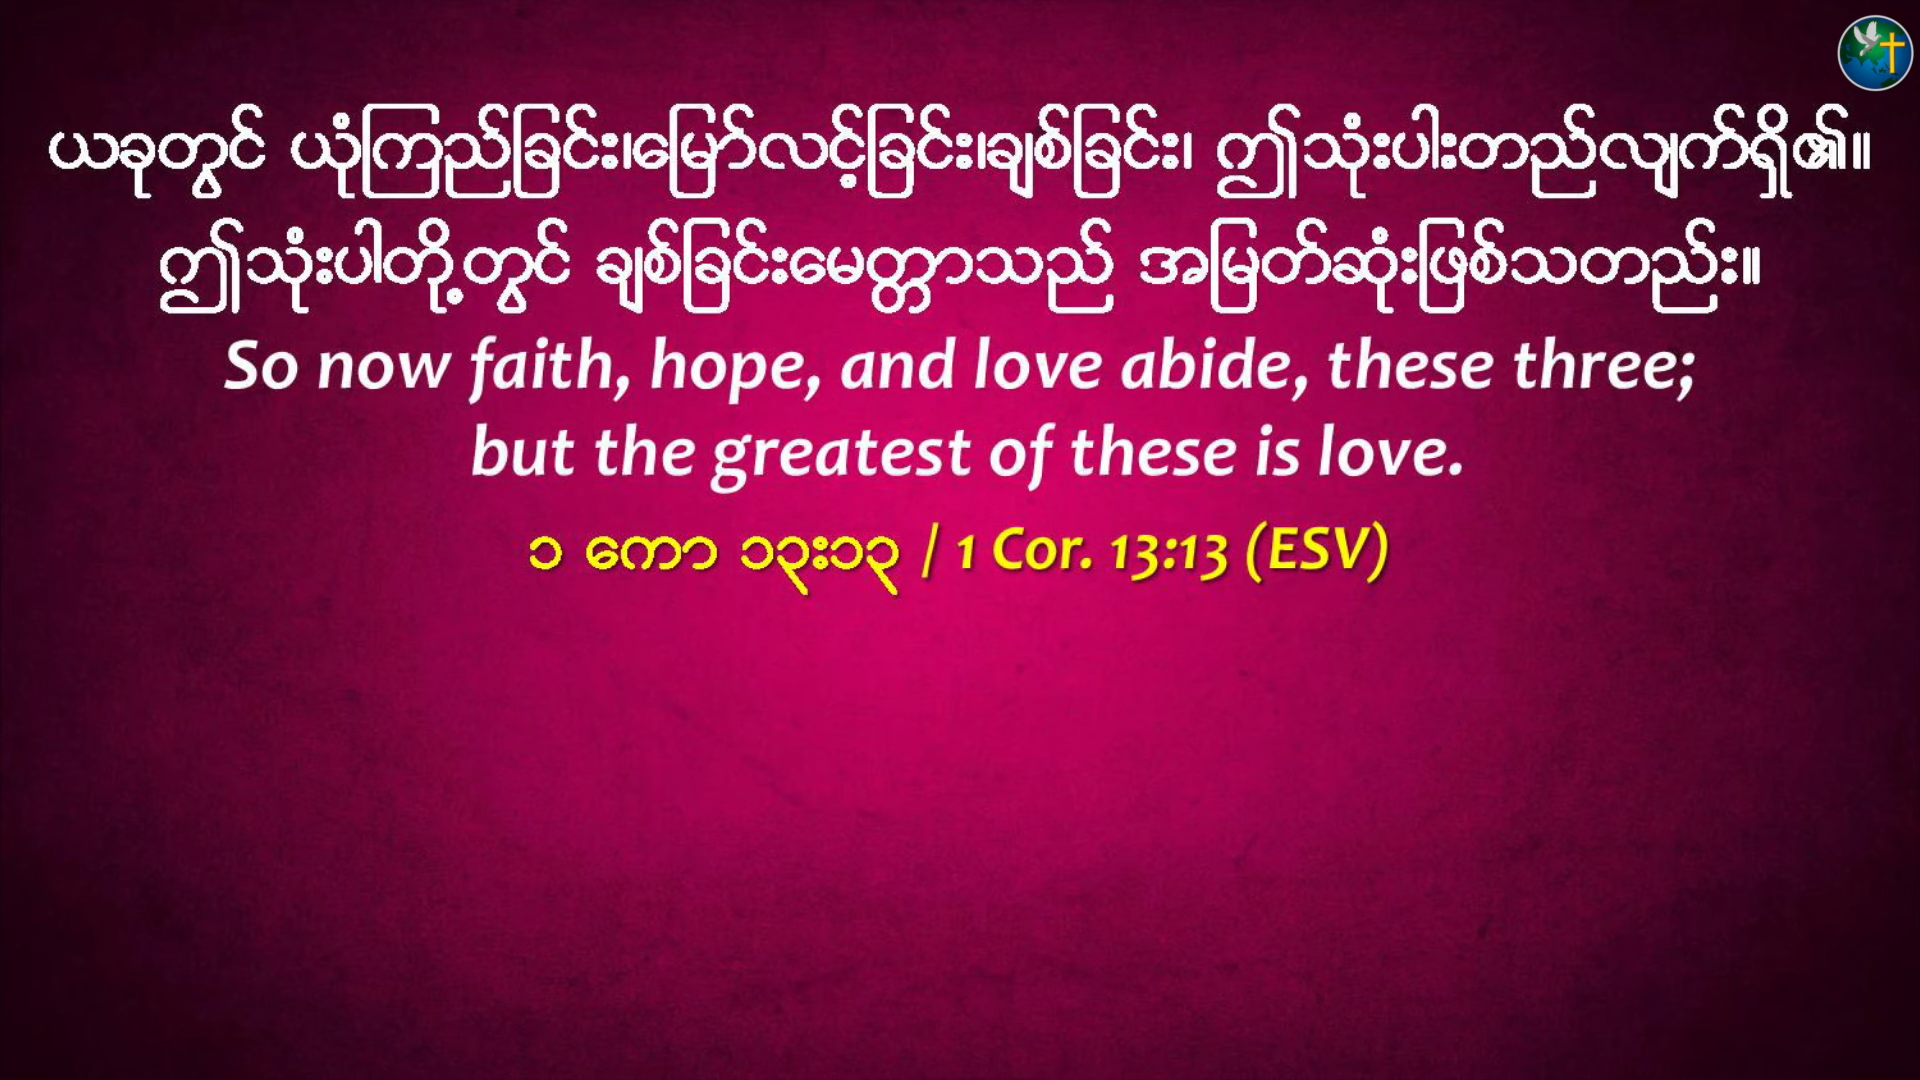 ယခုတွင် ယုံကြည်ခြင်း၊မြော်လင့်ခြင်း၊ချစ်ခြင်း၊ ဤသုံးပါးတည်လျက်ရှိ၏။
ဤသုံးပါတို့တွင် ချစ်ခြင်းမေတ္တာသည် အမြတ်ဆုံးဖြစ်သတည်း။
So now faith, hope, and love abide, these three;
but the greatest of these is love.
၁ ကော ၁၃း၁၃ / 1 Cor. 13:13 (ESV)